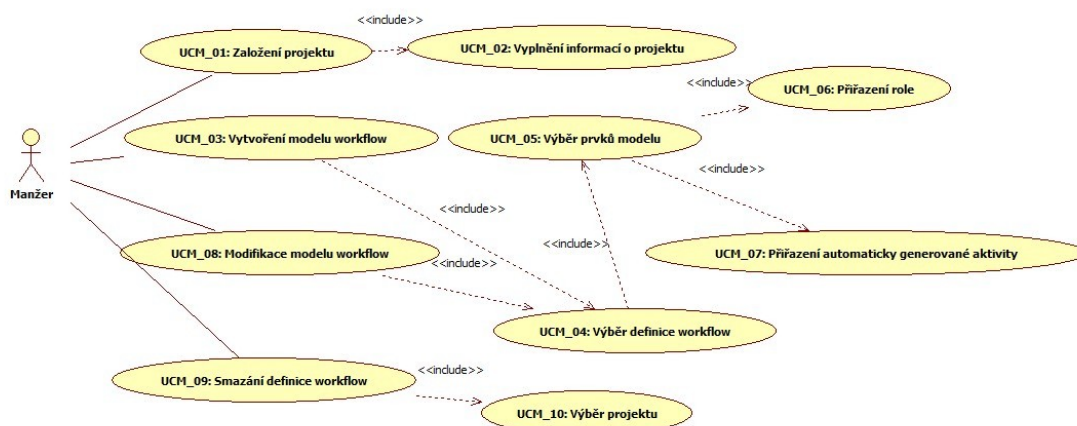 <<include>>
UCM_01: Založení projektu
UCM_02: Vyplnění informací o projektu
<<include>>
UCM_06: Přiřazení role
UCM_03: Vytvoření modelu workflow
UCM_05: Výběr prvků modelu
<<include>>
Manžer
<<include>>
<<include>>
UCM_08: Modifikace modelu workflow
UCM_07: Přiřazení automaticky generované aktivity
<<include>>
UCM_04: Výběr definice workflow
<<include>>
UCM_09: Smazání definice workflow
UCM_10: Výběr projektu